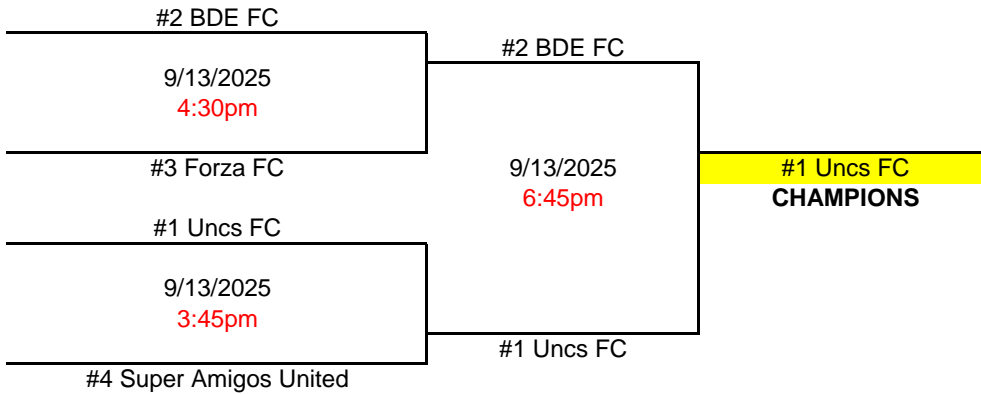 #2 BDE FC
9/13/2025
4:30pm
#3 Forza FC
#1 Uncs FC
9/13/2025
3:45pm
#4 Super Amigos United
#2 BDE FC
9/13/2025
6:45pm
#1 Uncs FC
#1 Uncs FC
CHAMPIONS